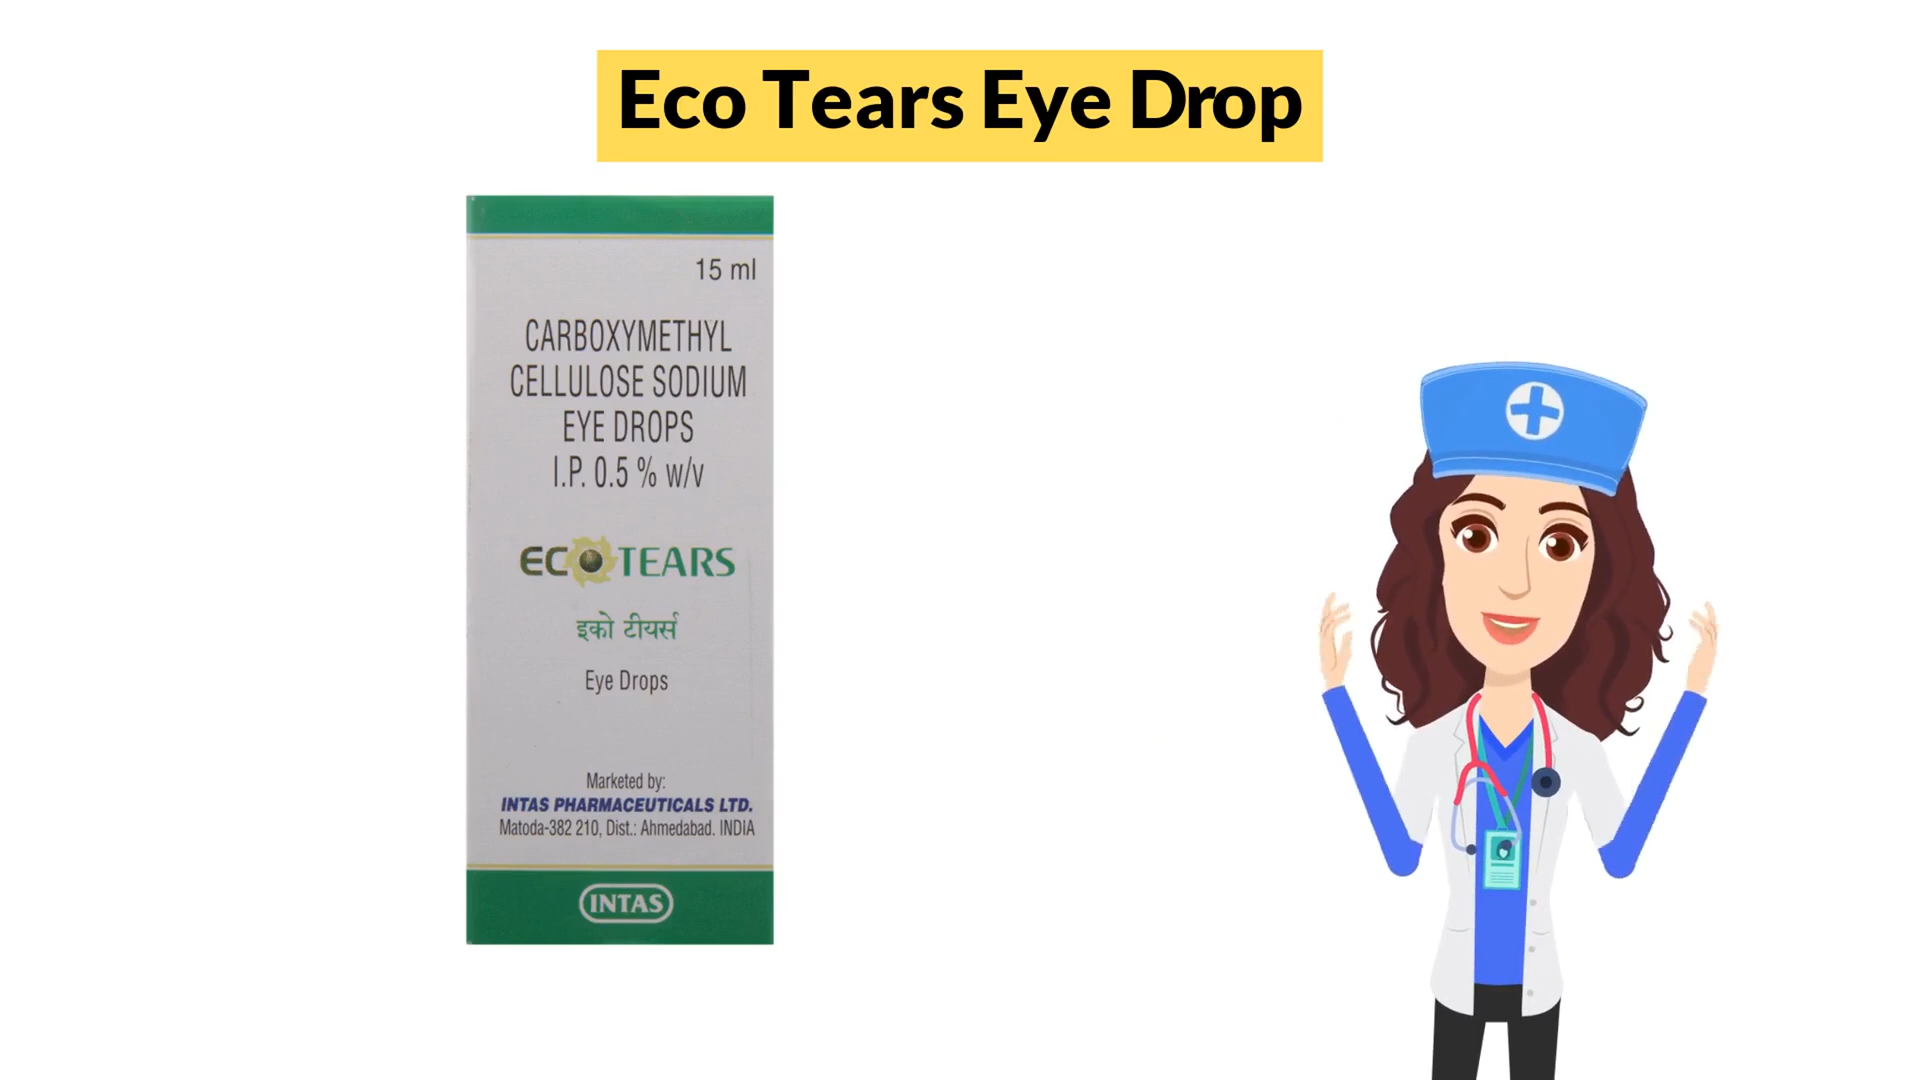 Eco Tears Eye Drop
15 ml
CARBOXYMETHYL
CELLULOSE SODIUM
EYE DROPS
I.P. 0.5 % w/v
ECOTEARS
इको टीयर्स
Eye Drops
Marketed by:
INTAS PHARMACEUTICALS LTD.
Matoda-382 210, Dist.: Ahmedabad. INDIA
INTAS